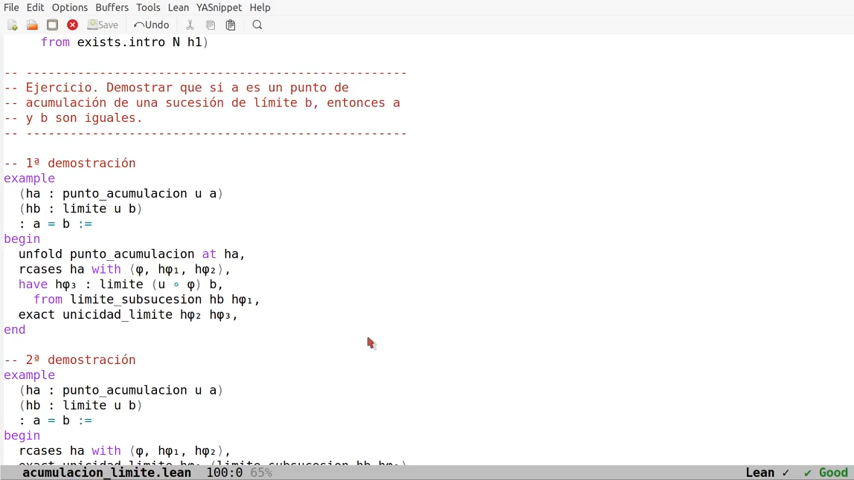 File Edit Options Buffers Tools Lean YASnippet Help
Save Undo
from exists.intro N h1)
-- -----------------------------------------------------
-- Ejercicio. Demostrar que si a es un punto de
-- acumulación de una sucesión de límite b, entonces a
-- y b son iguales.
-- -----------------------------------------------------
-- 1ª demostración
example
(ha : punto_acumulacion u a)
(hb : limite u b)
: a = b :=
begin
unfold punto_acumulacion at ha,
rcases ha with ⟨φ, hφ₁, hφ₂⟩,
have hφ₃ : limite (u ∘ φ) b,
from limite_subsucesion hb hφ₁,
exact unicidad_limite hφ₂ hφ₃,
end
-- 2ª demostración
example
(ha : punto_acumulacion u a)
(hb : limite u b)
: a = b :=
begin
rcases ha with ⟨φ, hφ₁, hφ₂⟩,
acumulacion_limite.lean 100:0 65% Lean ✓ ✔ Good